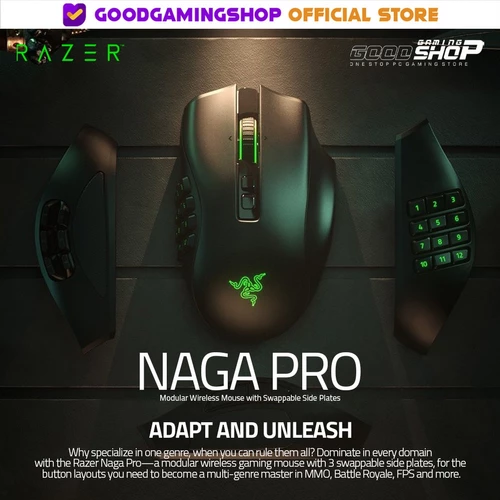 GOODGAMINGSHOP OFFICIAL STORE
RAZER™
GAMING
GOOD SHOP
ONE STOP PC GAMING STORE
1 2 3
4 5 6
7 8 9
10 11 12
NAGA PRO
Modular Wireless Mouse with Swappable Side Plates
ADAPT AND UNLEASH
Why specialize in one genre, when you can rule them all? Dominate in every domain
with the Razer Naga Pro—a modular wireless gaming mouse with 3 swappable side plates, for the
button layouts you need to become a multi-genre master in MMO, Battle Royale, FPS and more.